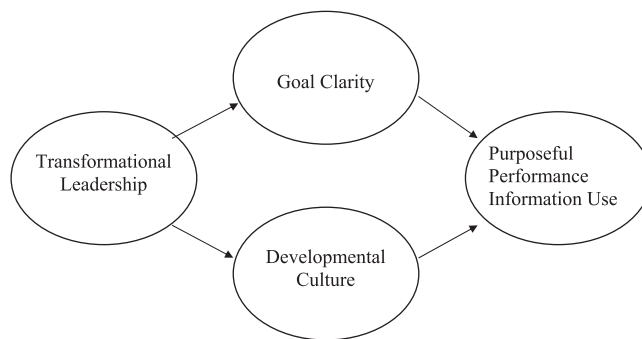 Goal Clarity
Transformational
Leadership
Purposeful
Performance
Information Use
Developmental
Culture